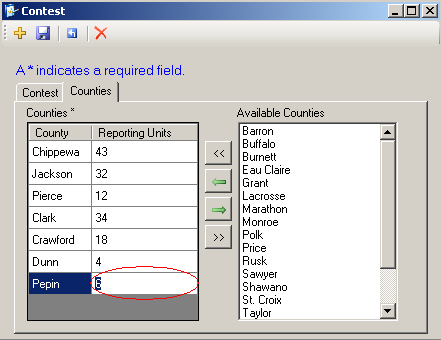 Contest
A * indicates a required field.
Contest Counties
Counties *
County Reporting Units
Chippewa 43
Jackson 32
Pierce 12
Clark 34
Crawford 18
Dunn 4
Pepin 6
<<
>>
Available Counties
Barron
Buffalo
Burnett
Eau Claire
Grant
Lacrosse
Marathon
Monroe
Polk
Price
Rusk
Sawyer
Shawano
St. Croix
Taylor